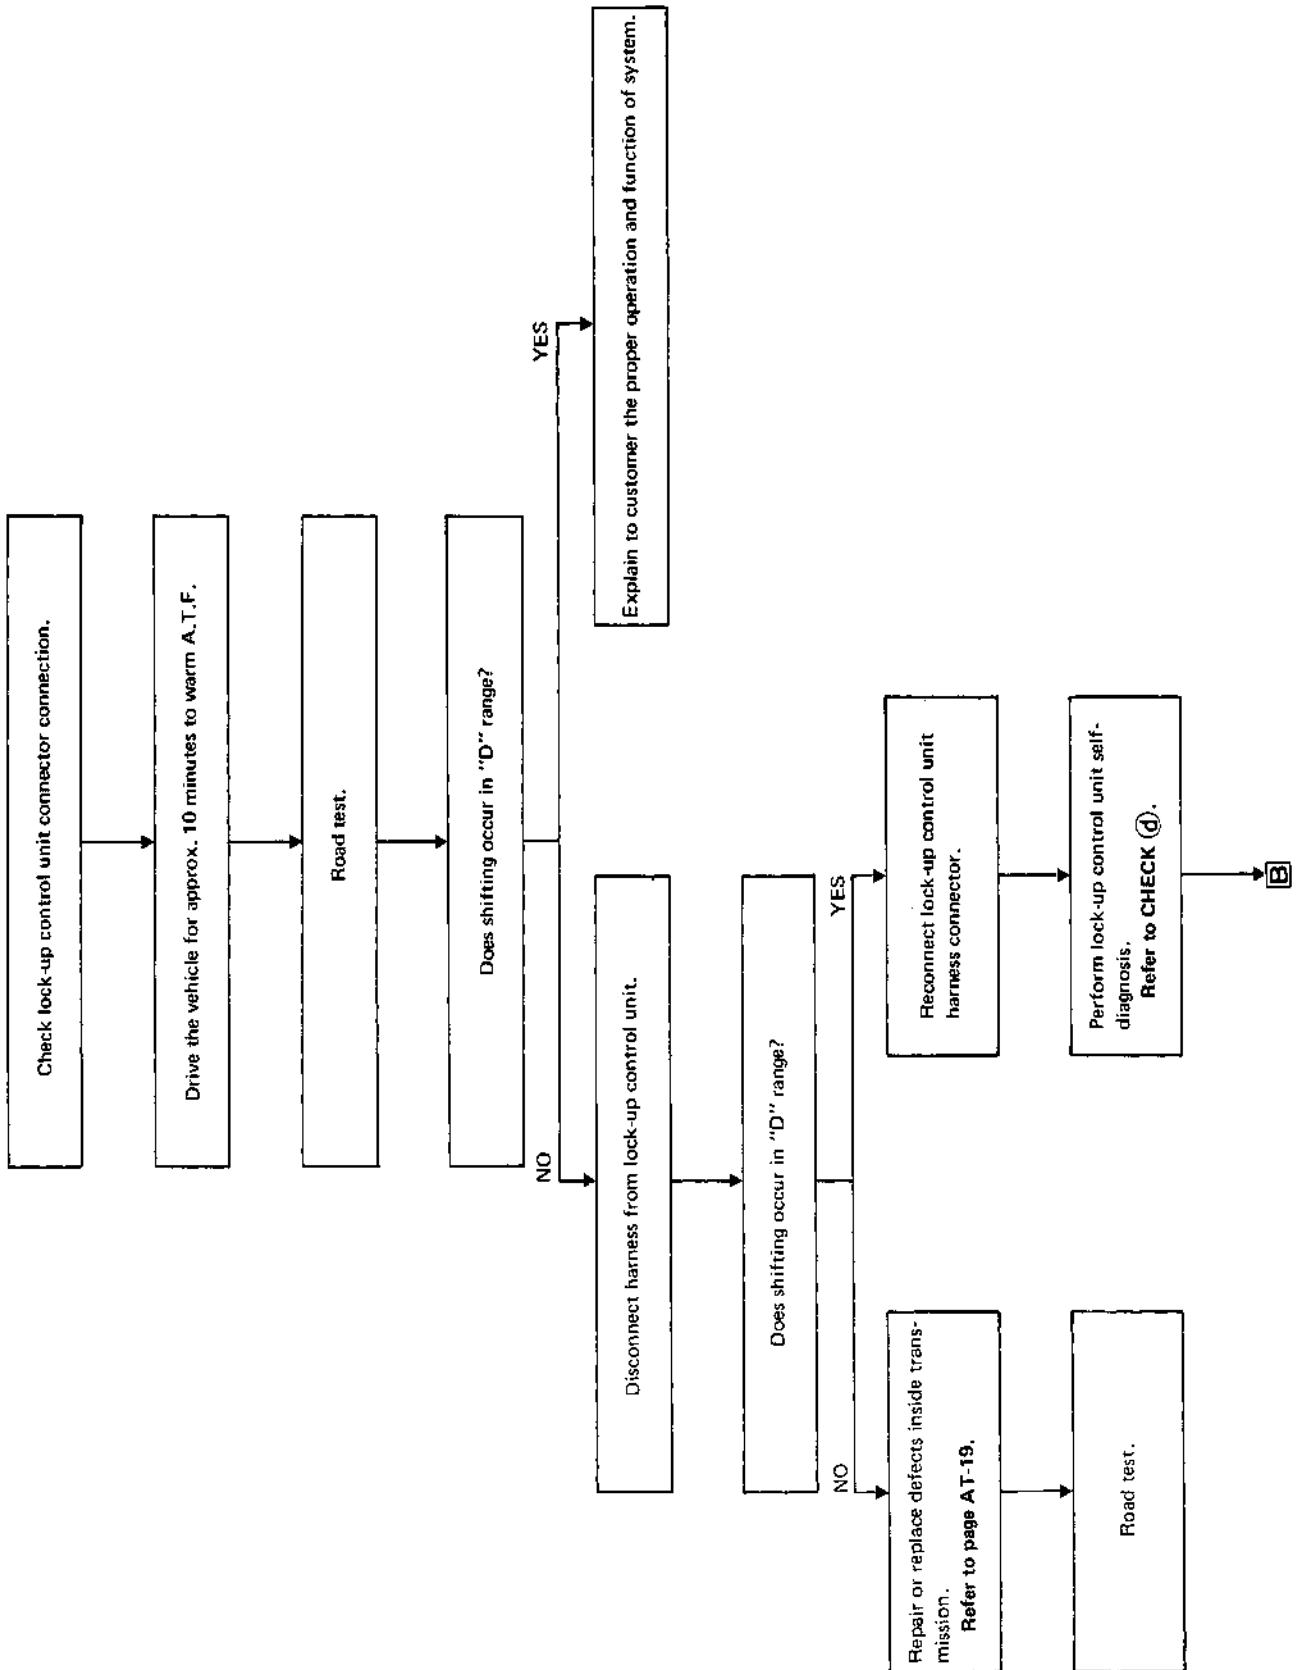 Check lock-up control unit connector connection.
Drive the vehicle for approx. 10 minutes to warm A.T.F.
Road test.
Does shifting occur in "D" range?
NO
YES
Disconnect harness from lock-up control unit.
Explain to customer the proper operation and function of system.
Does shifting occur in "D" range?
NO
YES
Repair or replace defects inside trans-
mission.
Refer to page AT-19.
Reconnect lock-up control unit
harness connector.
Road test.
Perform lock-up control unit self-
diagnosis.
Refer to CHECK ⓓ.
B